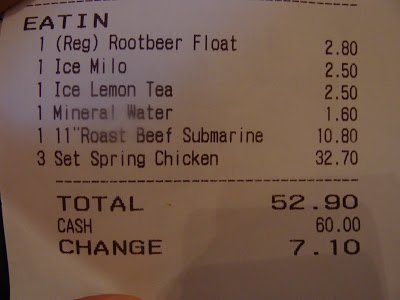 EATIN
1 (Reg) Rootbeer Float 2.80
1 Ice Milo 2.50
1 Ice Lemon Tea 2.50
1 Mineral Water 1.60
1 11"Roast Beef Submarine 10.80
3 Set Spring Chicken 32.70
TOTAL 52.90
CASH 60.00
CHANGE 7.10